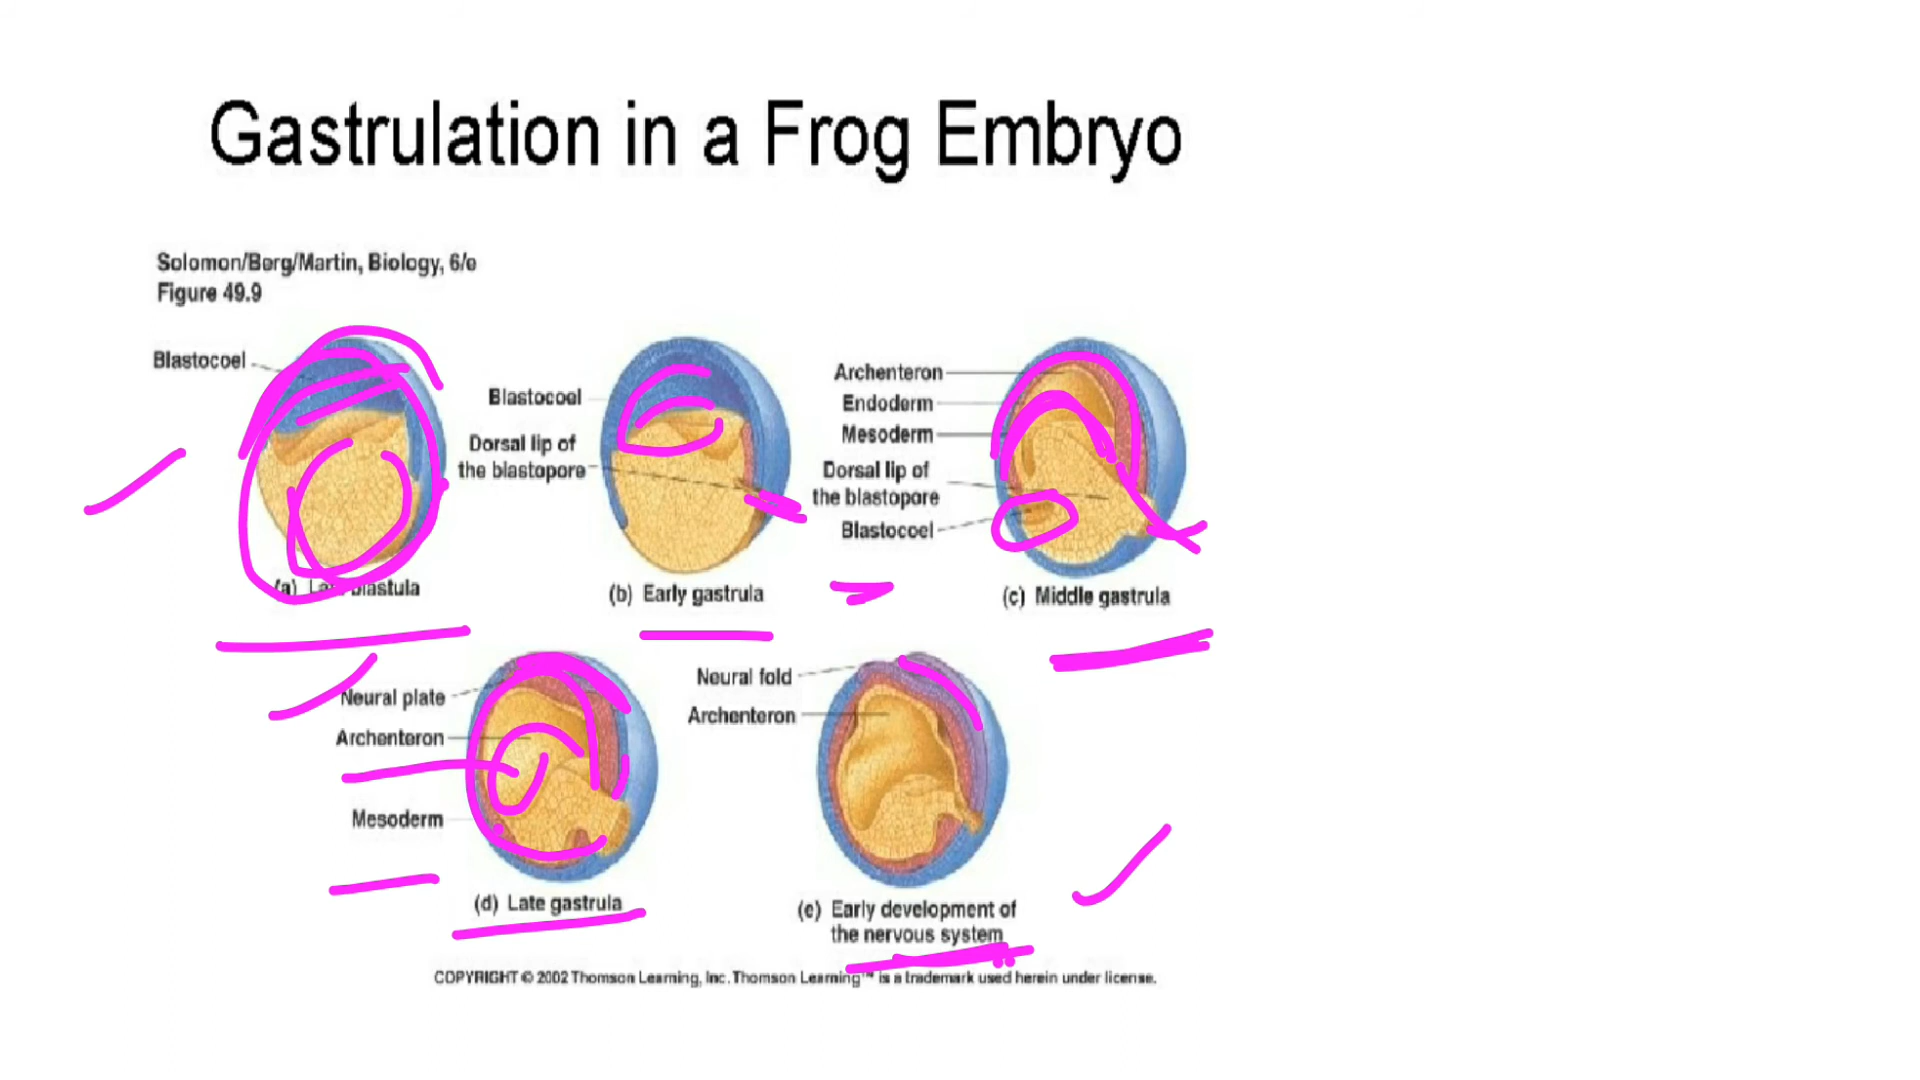 Gastrulation in a Frog Embryo
Solomon/Berg/Martin, Biology, 6/e
Figure 49.9
Blastocoel
(a) Late blastula
Blastocoel
Dorsal lip of
the blastopore
(b) Early gastrula
Archenteron
Endoderm
Mesoderm
Dorsal lip of
the blastopore
Blastocoel
(c) Middle gastrula
Neural plate
Archenteron
Mesoderm
(d) Late gastrula
Neural fold
Archenteron
(e) Early development of
the nervous system
COPYRIGHT © 2002 Thomson Learning, Inc. Thomson Learning™ is a trademark used herein under license.